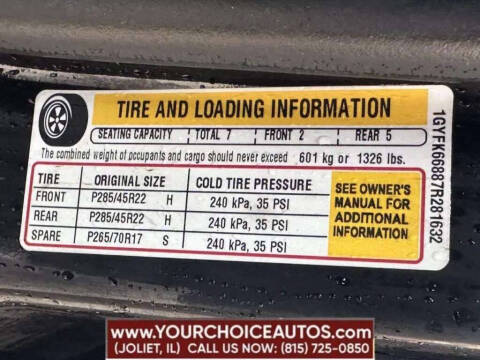 TIRE AND LOADING INFORMATION
SEATING CAPACITY TOTAL 7 FRONT 2 REAR 5
The combined weight of occupants and cargo should never exceed 601 kg or 1326 lbs.
TIRE ORIGINAL SIZE COLD TIRE PRESSURE
FRONT P285/45R22 H 240 kPa, 35 PSI
REAR P285/45R22 H 240 kPa, 35 PSI
SPARE P265/70R17 S 240 kPa, 35 PSI
SEE OWNER'S
MANUAL FOR
ADDITIONAL
INFORMATION
1GYFK66887R281632
www.YOURCHOICEAUTOS.com
(JOLIET, IL) CALL US NOW: (815) 725-0850